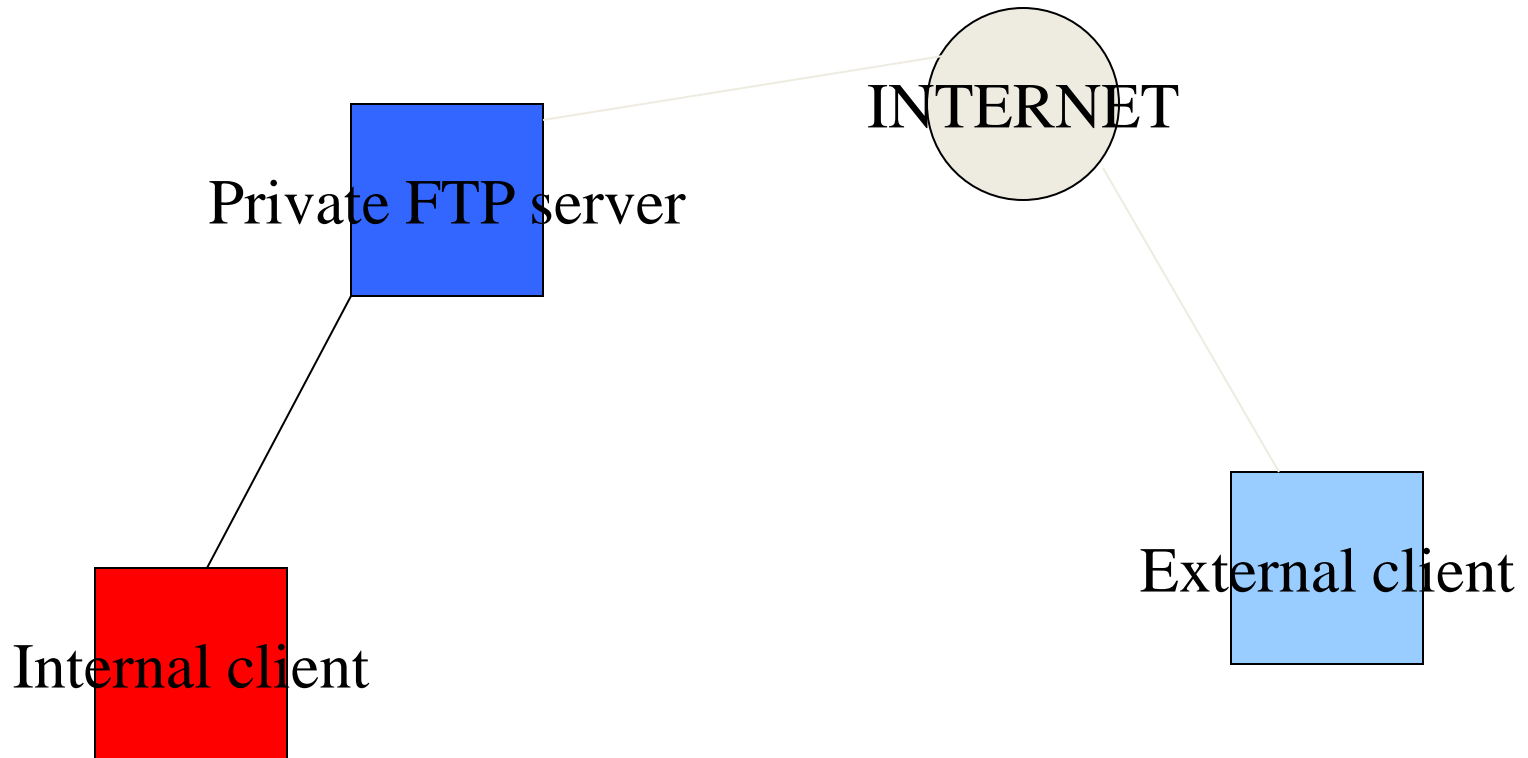 INTERNET
Private FTP server
External client
Internal client